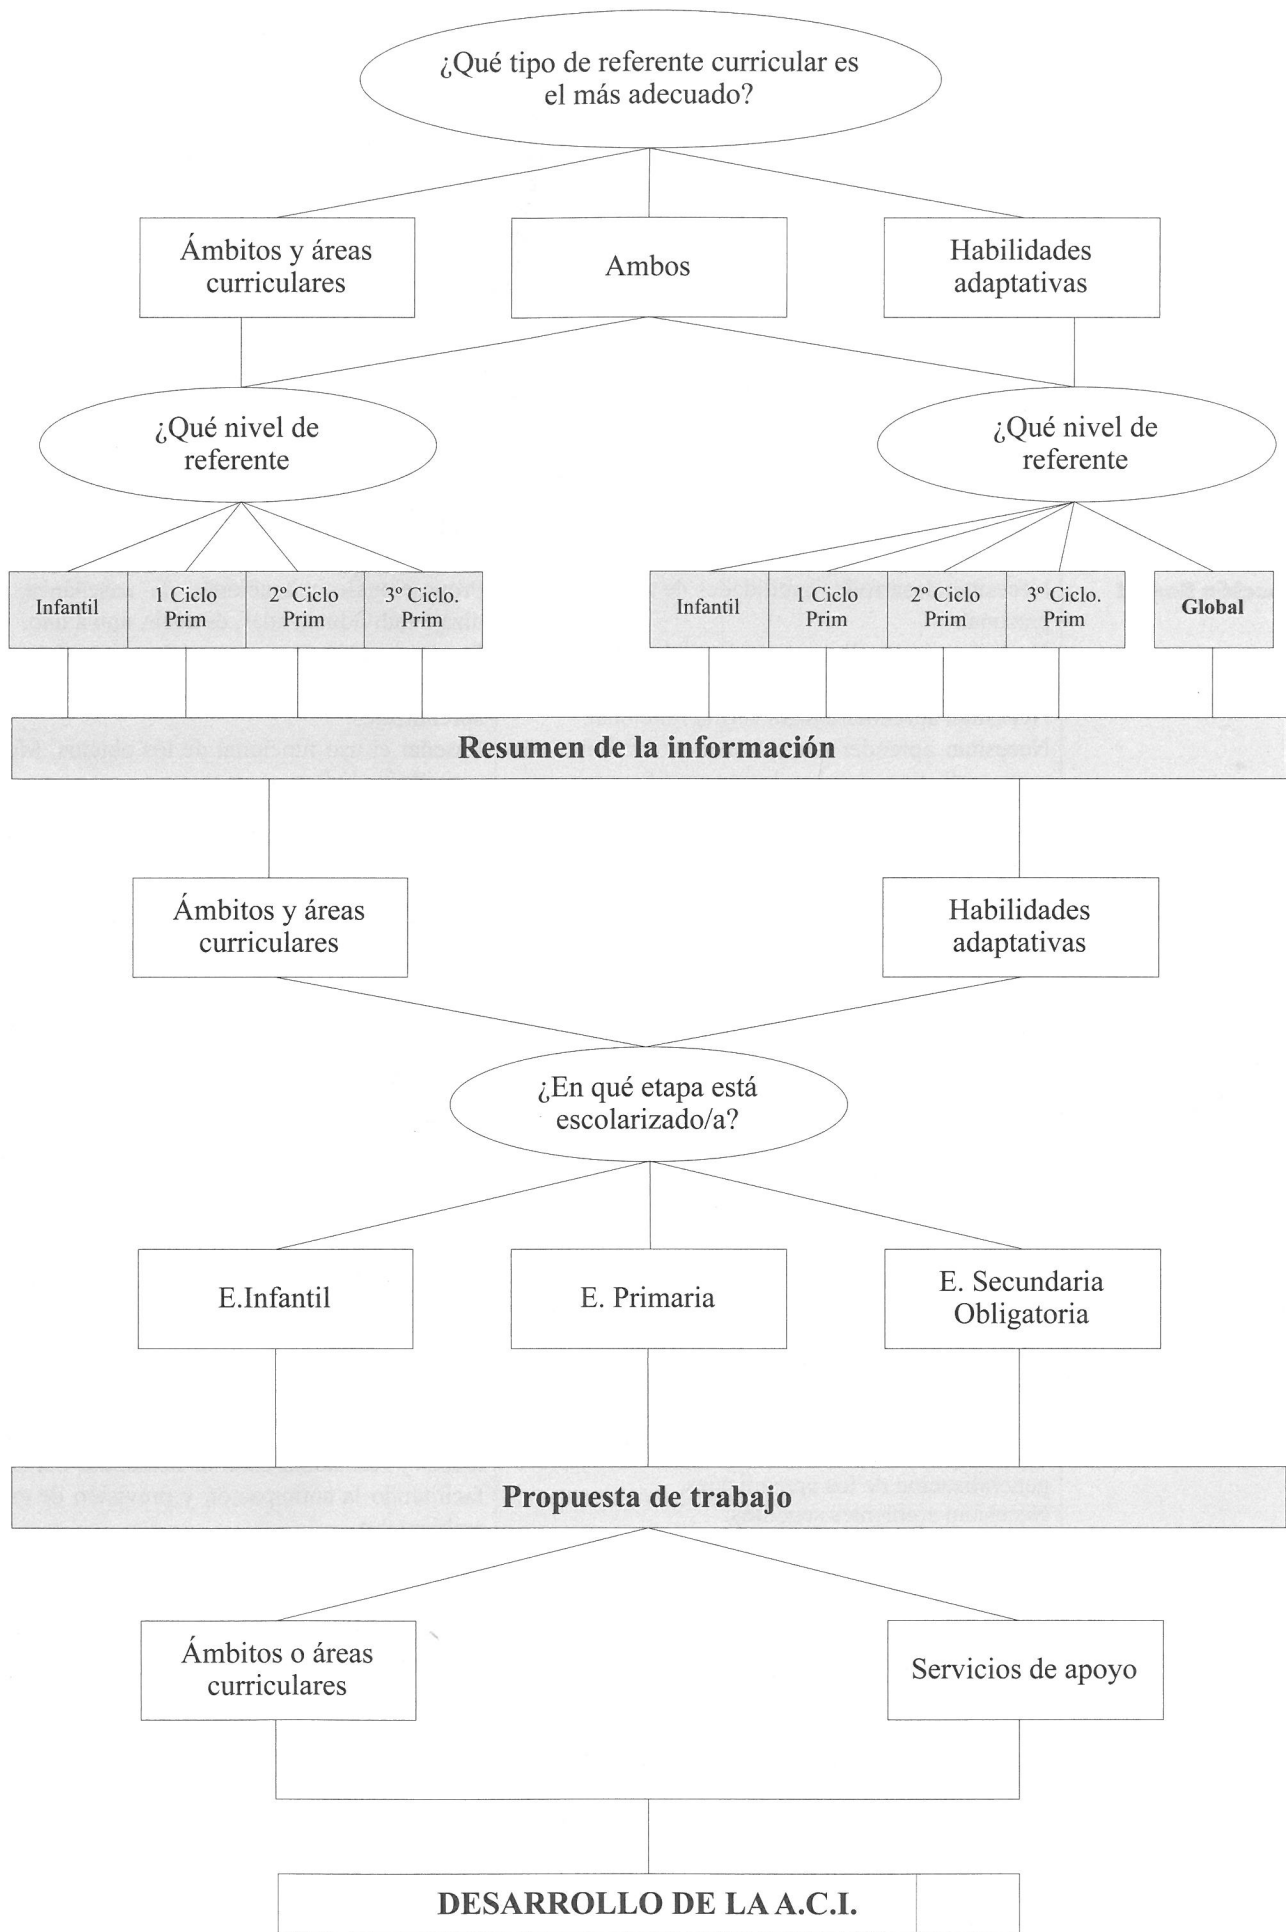 ¿Qué tipo de referente curricular es
el más adecuado?
Ámbitos y áreas
curriculares
Ambos
Habilidades
adaptativas
¿Qué nivel de
referente
¿Qué nivel de
referente
Infantil
1 Ciclo
Prim
2º Ciclo
Prim
3º Ciclo.
Prim
Infantil
1 Ciclo
Prim
2º Ciclo
Prim
3º Ciclo.
Prim
Global
Resumen de la información
Ámbitos y áreas
curriculares
Habilidades
adaptativas
¿En qué etapa está
escolarizado/a?
E.Infantil
E. Primaria
E. Secundaria
Obligatoria
Propuesta de trabajo
Ámbitos o áreas
curriculares
Servicios de apoyo
DESARROLLO DE LA A.C.I.